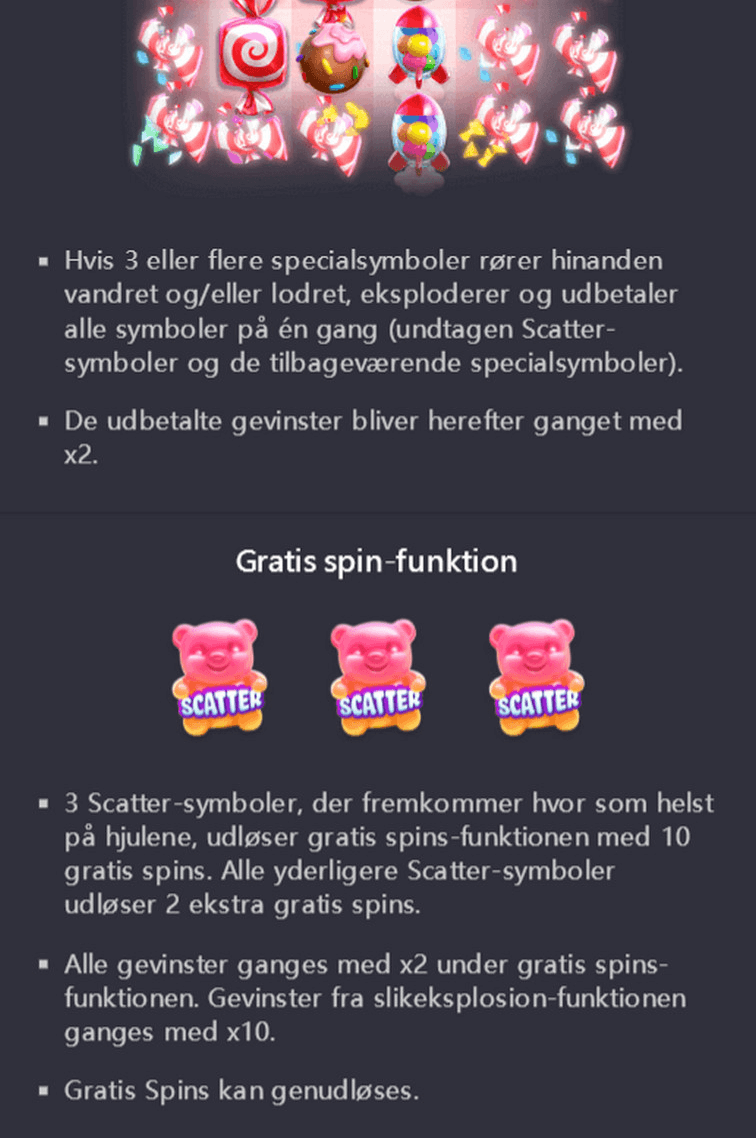 ▪ Hvis 3 eller flere specialsymboler rører hinanden
vandret og/eller lodret, eksploderer og udbetaler
alle symboler på én gang (undtagen Scatter-
symboler og de tilbageværende specialsymboler).
▪ De udbetalte gevinster bliver herefter ganget med
x2.
Gratis spin-funktion
SCATTER SCATTER SCATTER
▪ 3 Scatter-symboler, der fremkommer hvor som helst
på hjulene, udløser gratis spins-funktionen med 10
gratis spins. Alle yderligere Scatter-symboler
udløser 2 ekstra gratis spins.
▪ Alle gevinster ganges med x2 under gratis spins-
funktionen. Gevinster fra slikeksplosion-funktionen
ganges med x10.
▪ Gratis Spins kan genudløses.